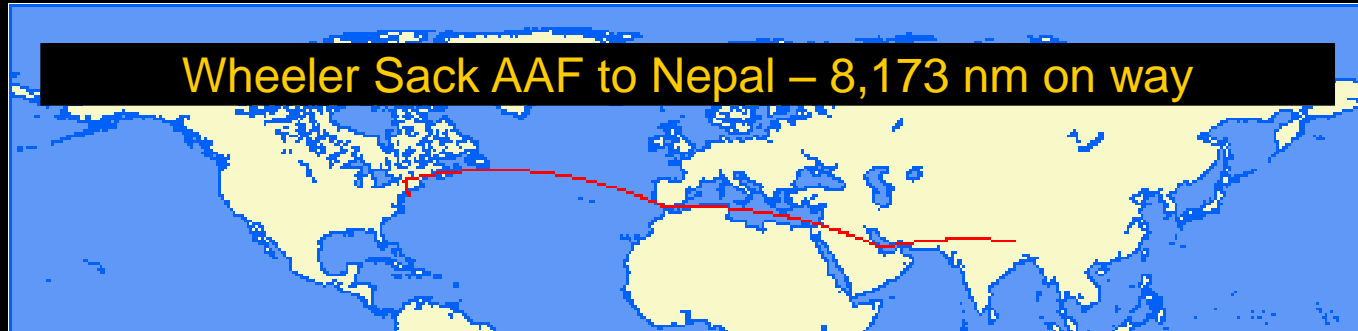 Wheeler Sack AAF to Nepal – 8,173 nm on way